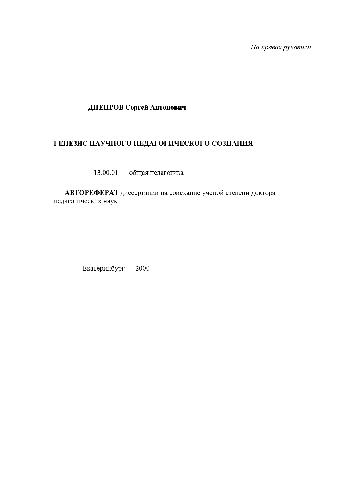 На правах рукописи
ДНЕПРОВ Сергей Антонович
ГЕНЕЗИС НАУЧНОГО ПЕДАГОГИЧЕСКОГО СОЗНАНИЯ
13.00.01 общая педагогика
АВТОРЕФЕРАТ диссертации на соискание ученой степени доктора
педагогических наук
Екатеринбург 2000